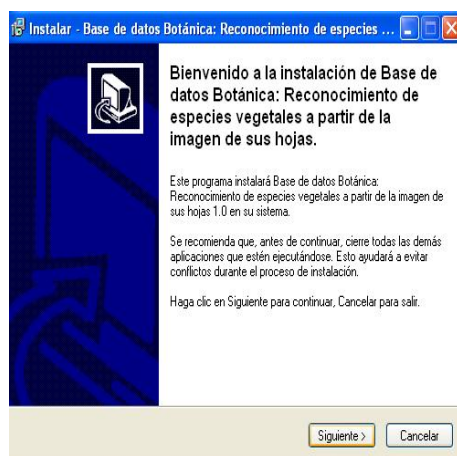 Instalar - Base de datos Botánica: Reconocimiento de especies ...
Bienvenido a la instalación de Base de
datos Botánica: Reconocimiento de
especies vegetales a partir de la
imagen de sus hojas.
Este programa instalará Base de datos Botánica:
Reconocimiento de especies vegetales a partir de la imagen de
sus hojas 1.0 en su sistema.
Se recomienda que, antes de continuar, cierre todas las demás
aplicaciones que estén ejecutándose. Esto ayudará a evitar
conflictos durante el proceso de instalación.
Haga clic en Siguiente para continuar, Cancelar para salir.
Siguiente > Cancelar